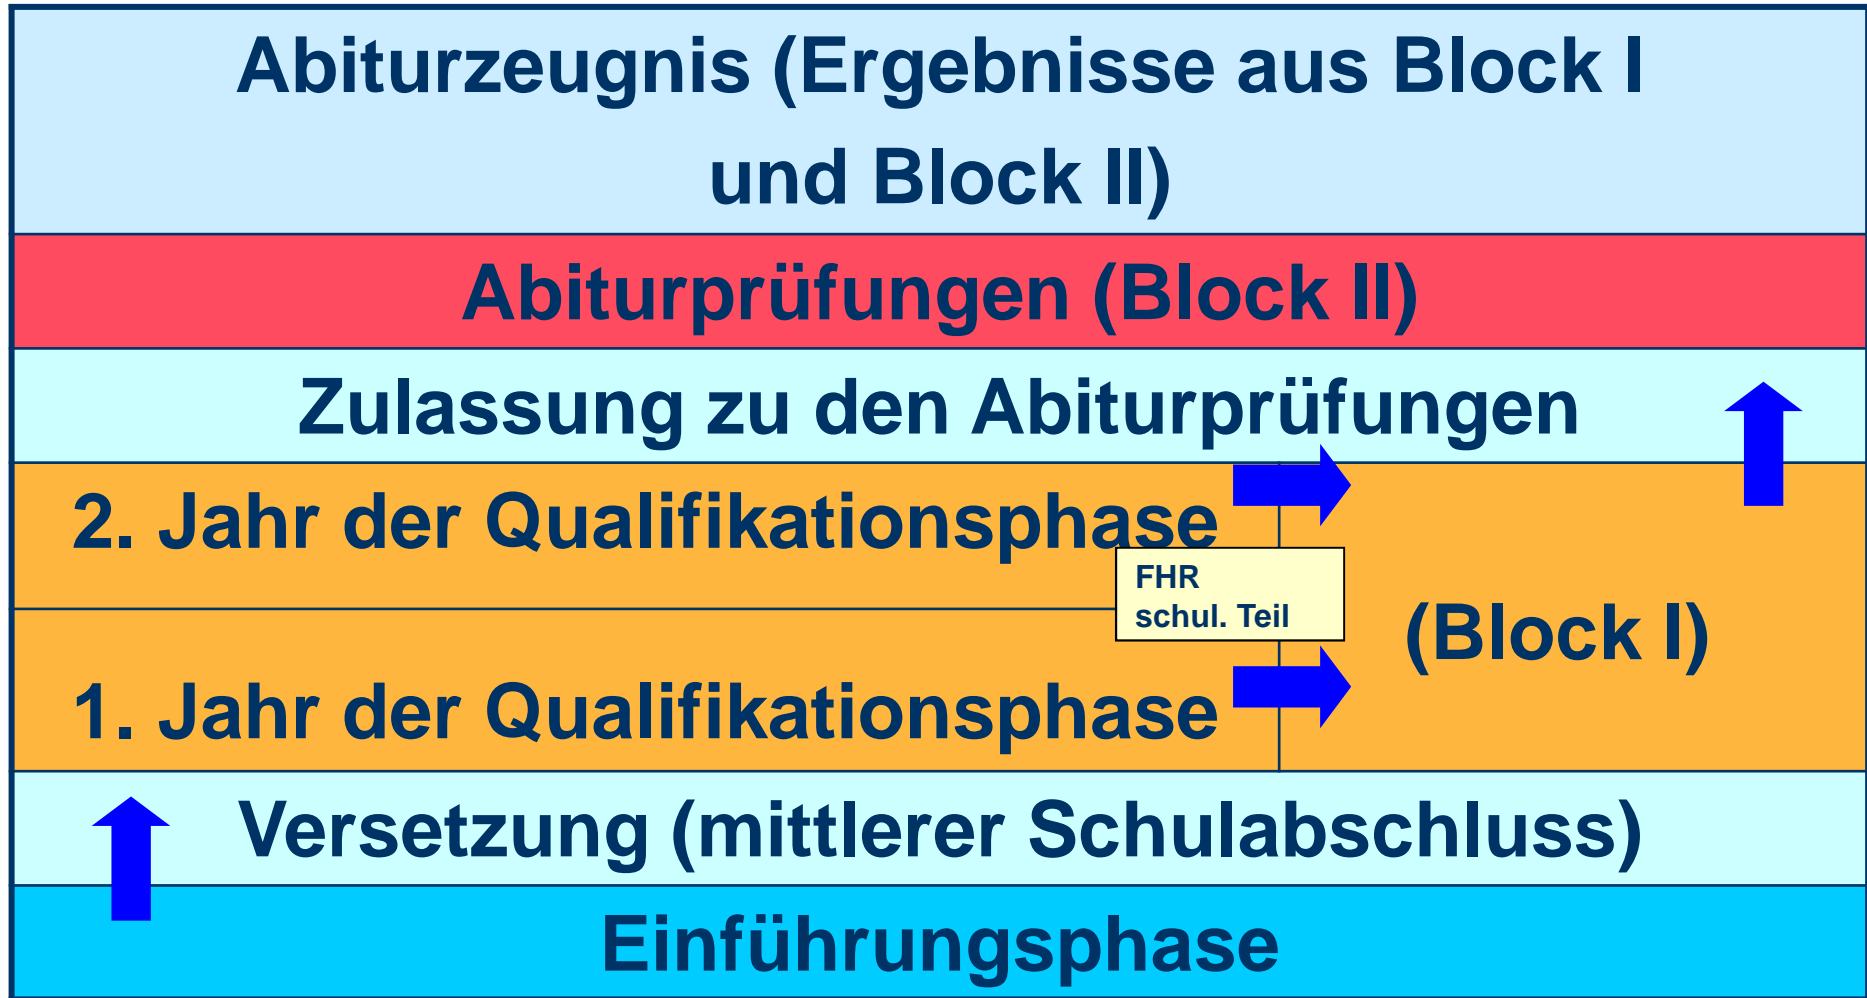 Abiturzeugnis (Ergebnisse aus Block I
und Block II)
Abiturprüfungen (Block II)
Zulassung zu den Abiturprüfungen
2. Jahr der Qualifikationsphase
FHR
schul. Teil
(Block I)
1. Jahr der Qualifikationsphase
Versetzung (mittlerer Schulabschluss)
Einführungsphase